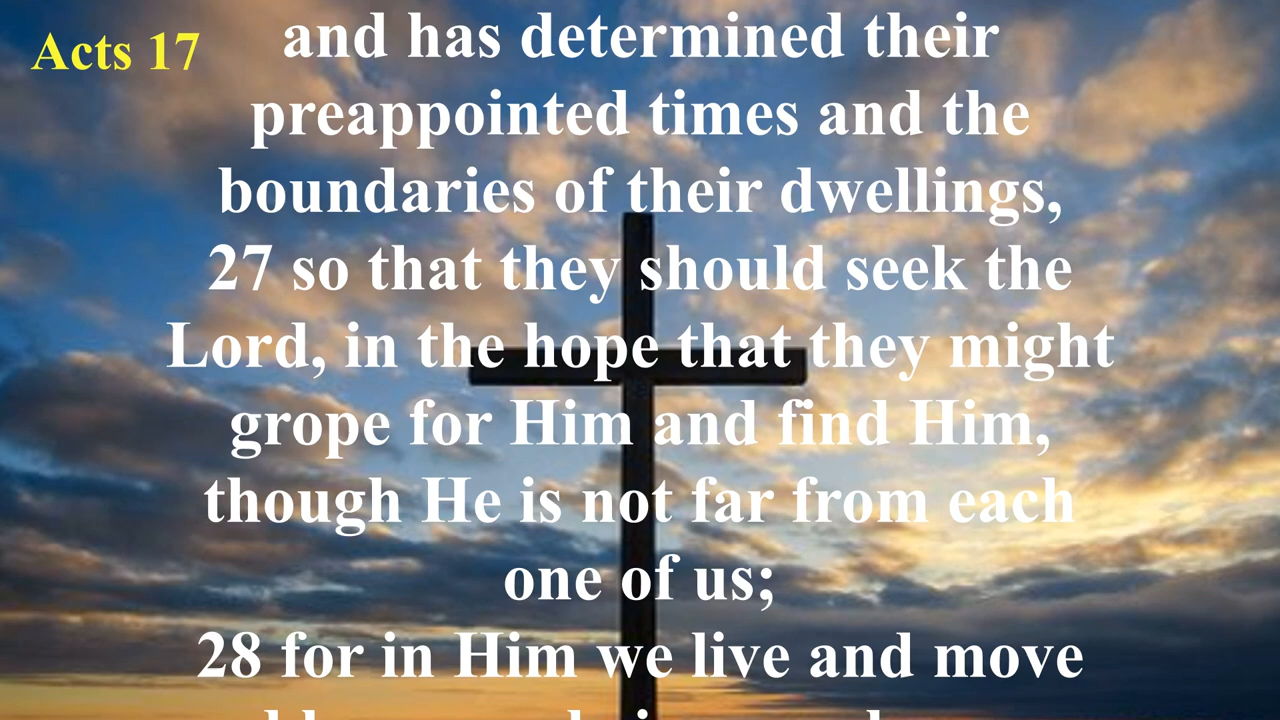 Acts 17
and has determined their
preappointed times and the
boundaries of their dwellings,
27 so that they should seek the
Lord, in the hope that they might
grope for Him and find Him,
though He is not far from each
one of us;
28 for in Him we live and move